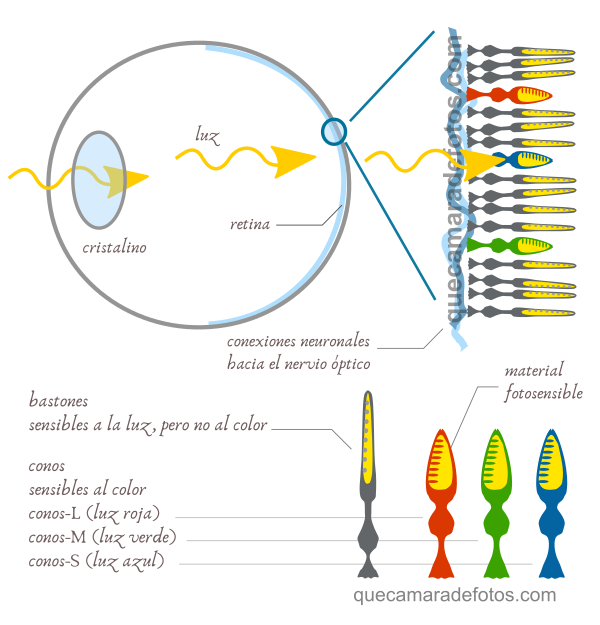 luz
retina
cristalino
quecamaradefotos.com
conexiones neuronales
hacia el nervio óptico
material
fotosensible
bastones
sensibles a la luz, pero no al color
conos
sensibles al color
conos-L (luz roja)
conos-M (luz verde)
conos-S (luz azul)
quecamaradefotos.com